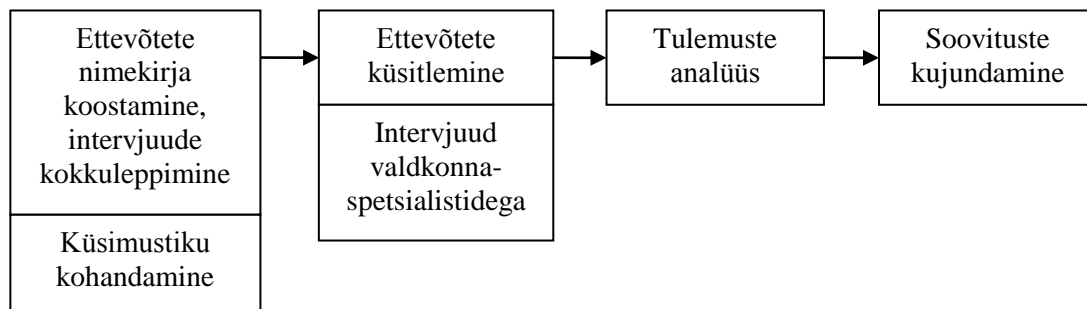 Ettevõtete
nimekirja
koostamine,
intervjuude
kokkuleppimine
Küsimustiku
kohandamine
Ettevõtete
küsitlemine
Intervjuud
valdkonna-
spetsialistidega
Tulemuste
analüüs
Soovituste
kujundamine